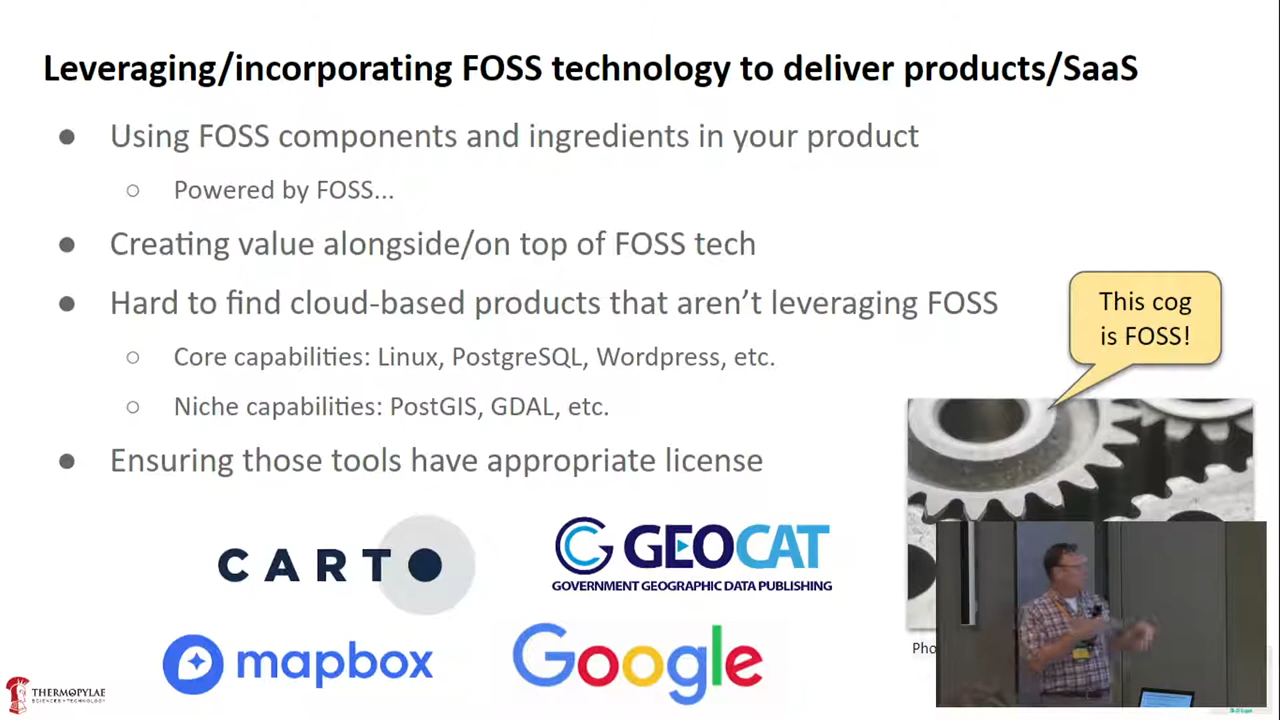 Leveraging/incorporating FOSS technology to deliver products/SaaS
● Using FOSS components and ingredients in your product
○ Powered by FOSS...
● Creating value alongside/on top of FOSS tech
● Hard to find cloud-based products that aren't leveraging FOSS
○ Core capabilities: Linux, PostgreSQL, Wordpress, etc.
○ Niche capabilities: PostGIS, GDAL, etc.
● Ensuring those tools have appropriate license
This cog
is FOSS!
CARTO
GEOCAT
GOVERNMENT GEOGRAPHIC DATA PUBLISHING
mapbox
Google
THERMOPYLAE
SCIENCES + TECHNOLOGY